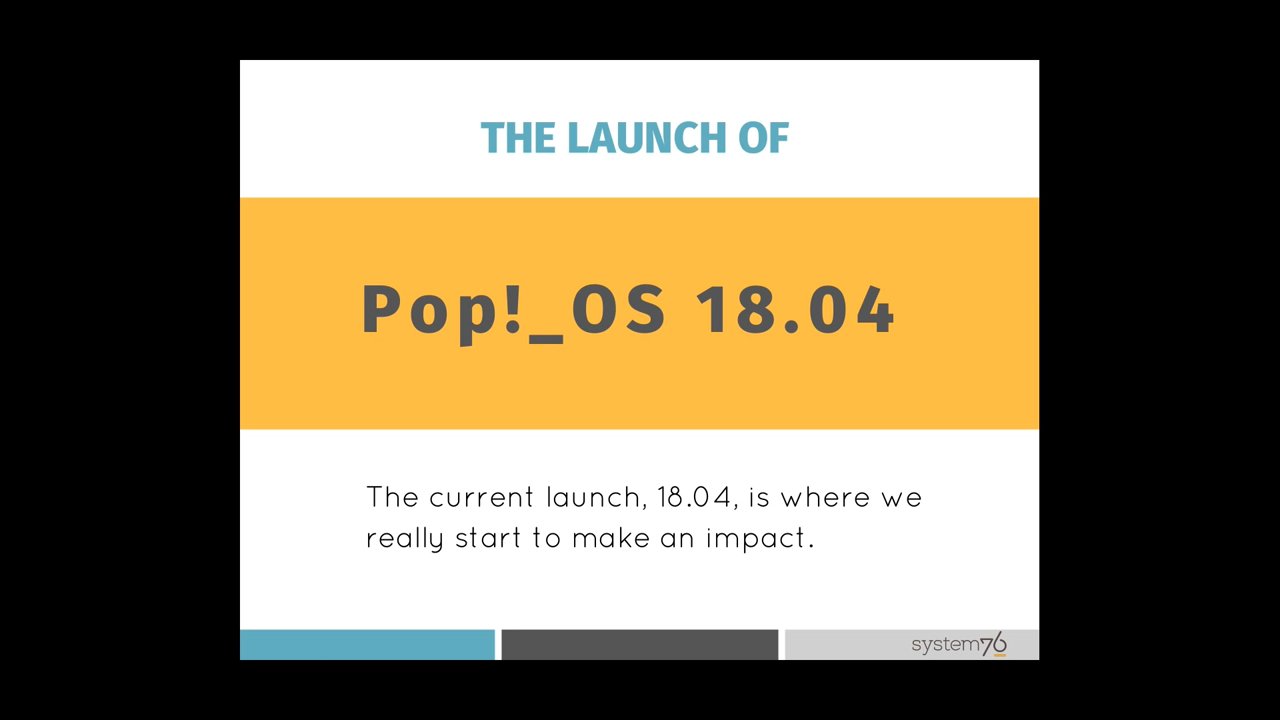 THE LAUNCH OF
Pop!_OS 18.04
The current launch, 18.04, is where we
really start to make an impact.
system76